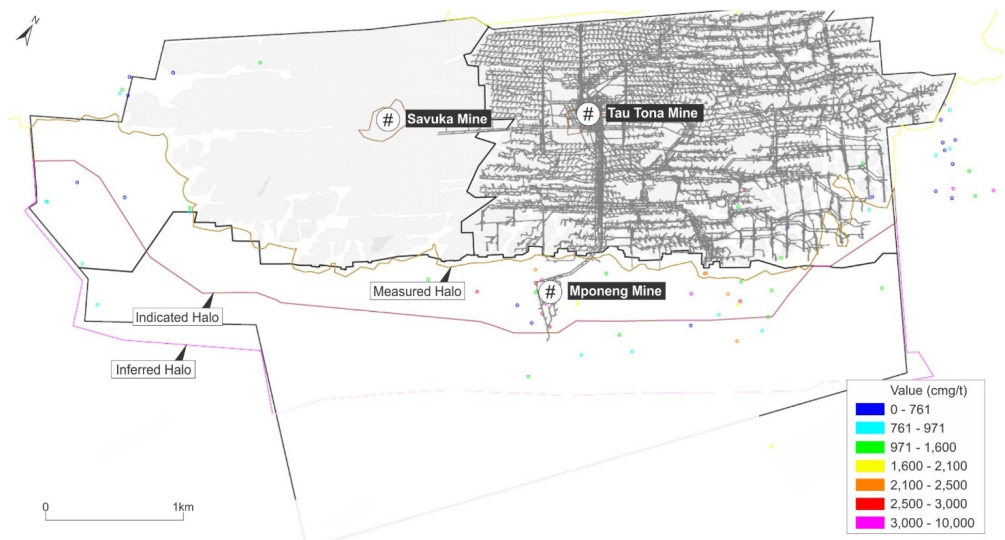 N
# Savuka Mine
# Tau Tona Mine
Measured Halo
# Mponeng Mine
Indicated Halo
Inferred Halo
Value (cmg/t)
0 - 761
761 - 971
971 - 1,600
1,600 - 2,100
2,100 - 2,500
2,500 - 3,000
3,000 - 10,000
0 1km